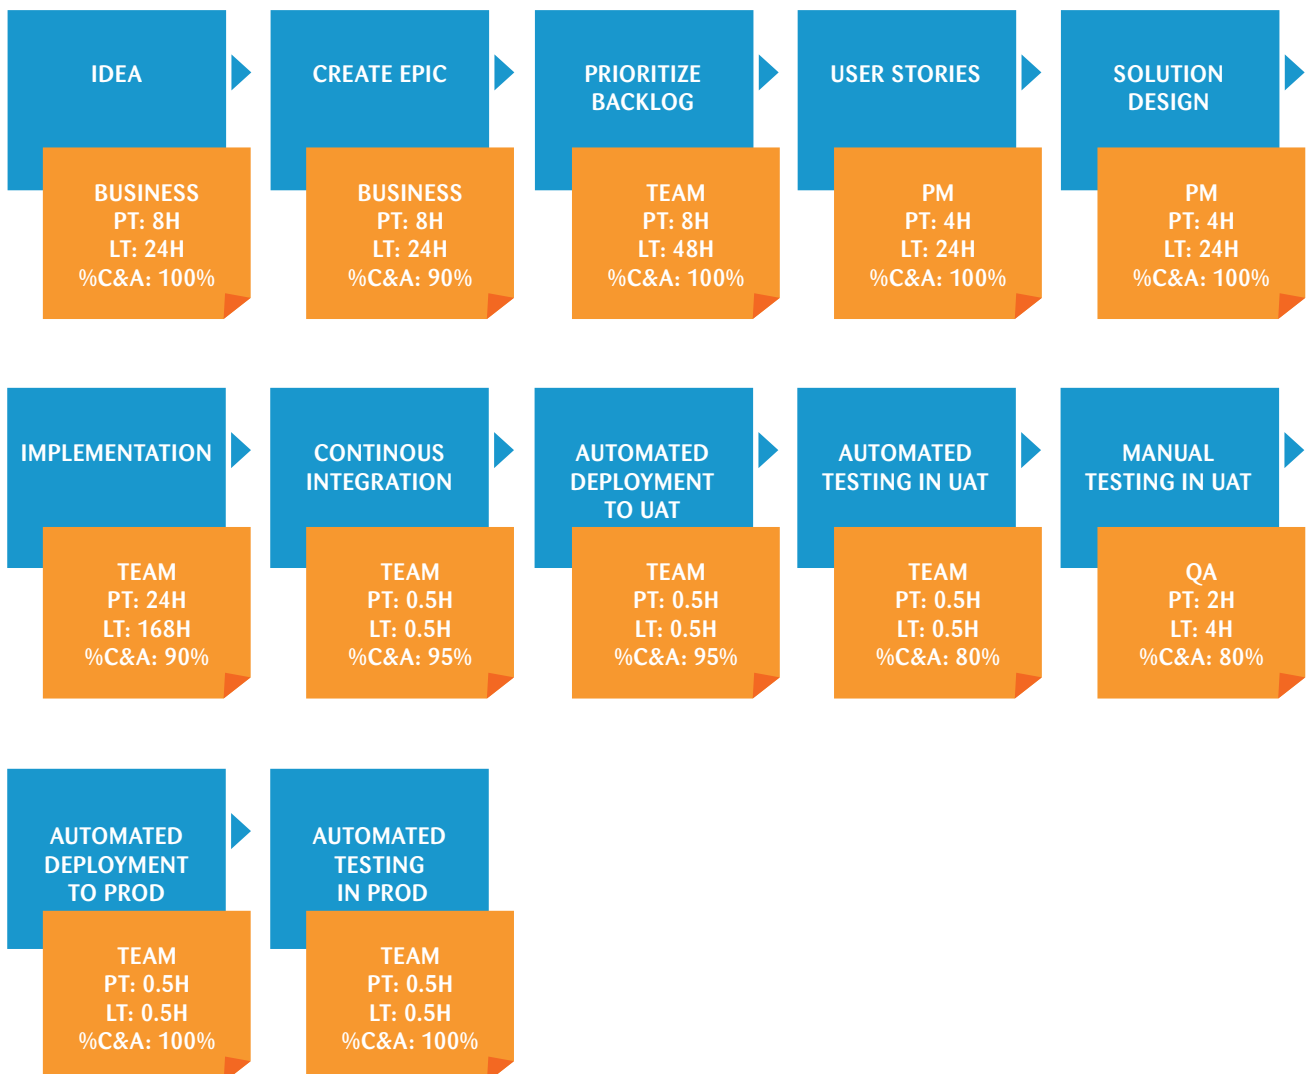 IDEA
BUSINESS
PT: 8H
LT: 24H
%C&A: 100%
CREATE EPIC
BUSINESS
PT: 8H
LT: 24H
%C&A: 90%
PRIORITIZE
BACKLOG
TEAM
PT: 8H
LT: 48H
%C&A: 100%
USER STORIES
PM
PT: 4H
LT: 24H
%C&A: 100%
SOLUTION
DESIGN
PM
PT: 4H
LT: 24H
%C&A: 100%
IMPLEMENTATION
TEAM
PT: 24H
LT: 168H
%C&A: 90%
CONTINOUS
INTEGRATION
TEAM
PT: 0.5H
LT: 0.5H
%C&A: 95%
AUTOMATED
DEPLOYMENT
TO UAT
TEAM
PT: 0.5H
LT: 0.5H
%C&A: 95%
AUTOMATED
TESTING IN UAT
TEAM
PT: 0.5H
LT: 0.5H
%C&A: 80%
MANUAL
TESTING IN UAT
QA
PT: 2H
LT: 4H
%C&A: 80%
AUTOMATED
DEPLOYMENT
TO PROD
TEAM
PT: 0.5H
LT: 0.5H
%C&A: 100%
AUTOMATED
TESTING
IN PROD
TEAM
PT: 0.5H
LT: 0.5H
%C&A: 100%